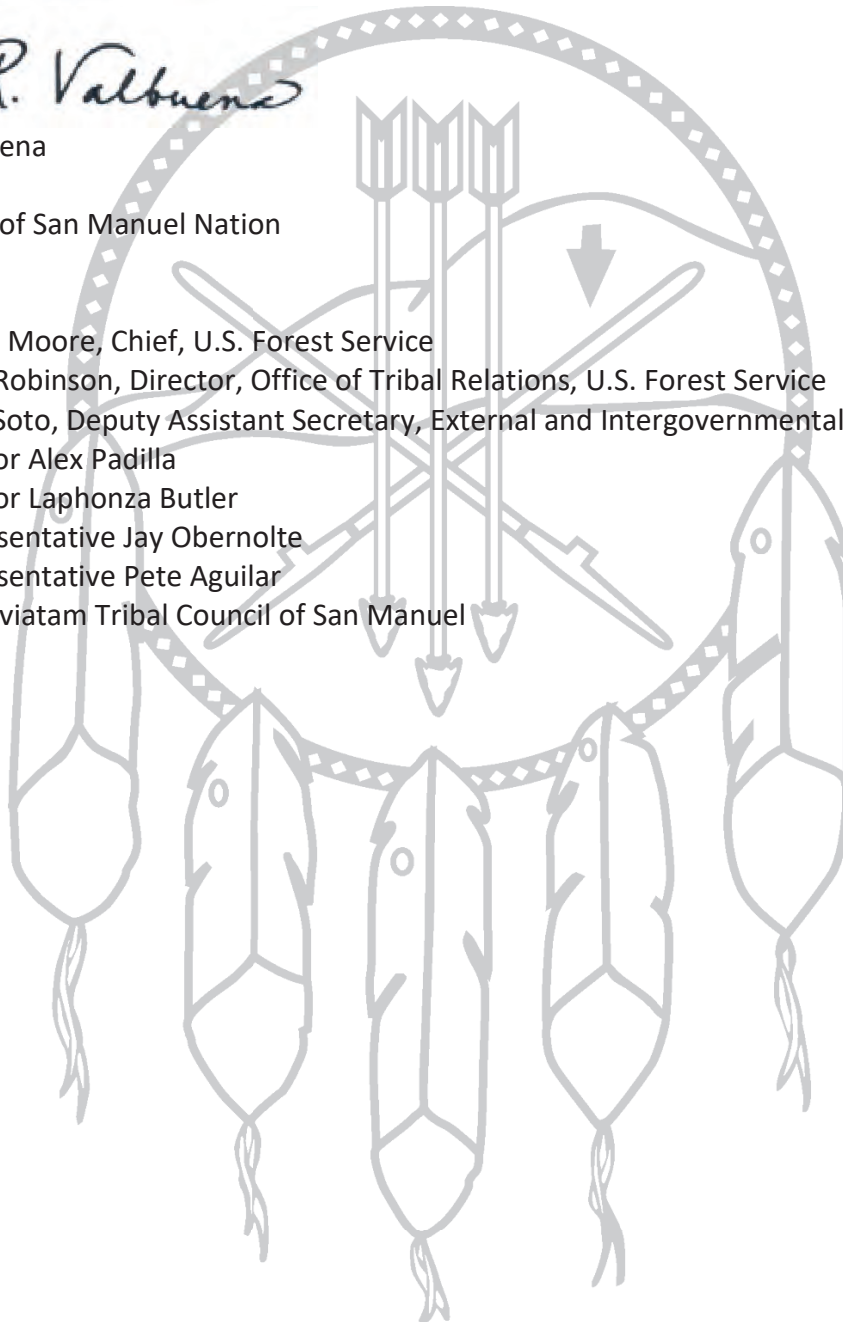 R. Valbuena
ena
of San Manuel Nation
Moore, Chief, U.S. Forest Service
Robinson, Director, Office of Tribal Relations, U.S. Forest Service
Soto, Deputy Assistant Secretary, External and Intergovernmental
or Alex Padilla
or Laphonza Butler
sentative Jay Obernolte
sentative Pete Aguilar
viatam Tribal Council of San Manuel